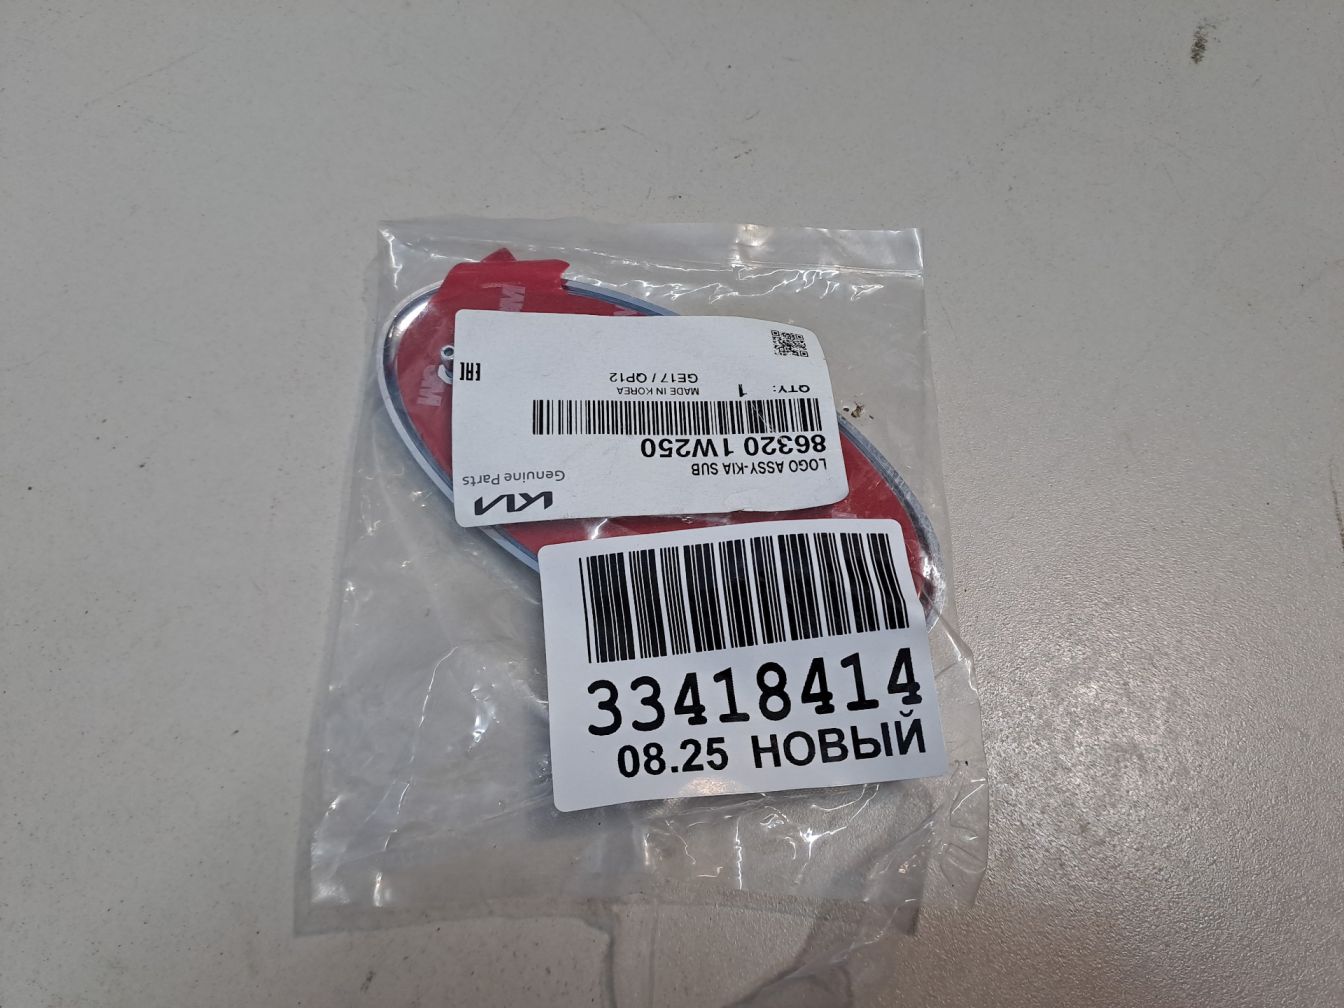 KIA
Genuine Parts
LOGO ASSY-KIA SUB
86320 1W250
QTY: 1
MADE IN KOREA
GE17 / QP12
EAC
3M
33418414
08.25 НОВЫЙ